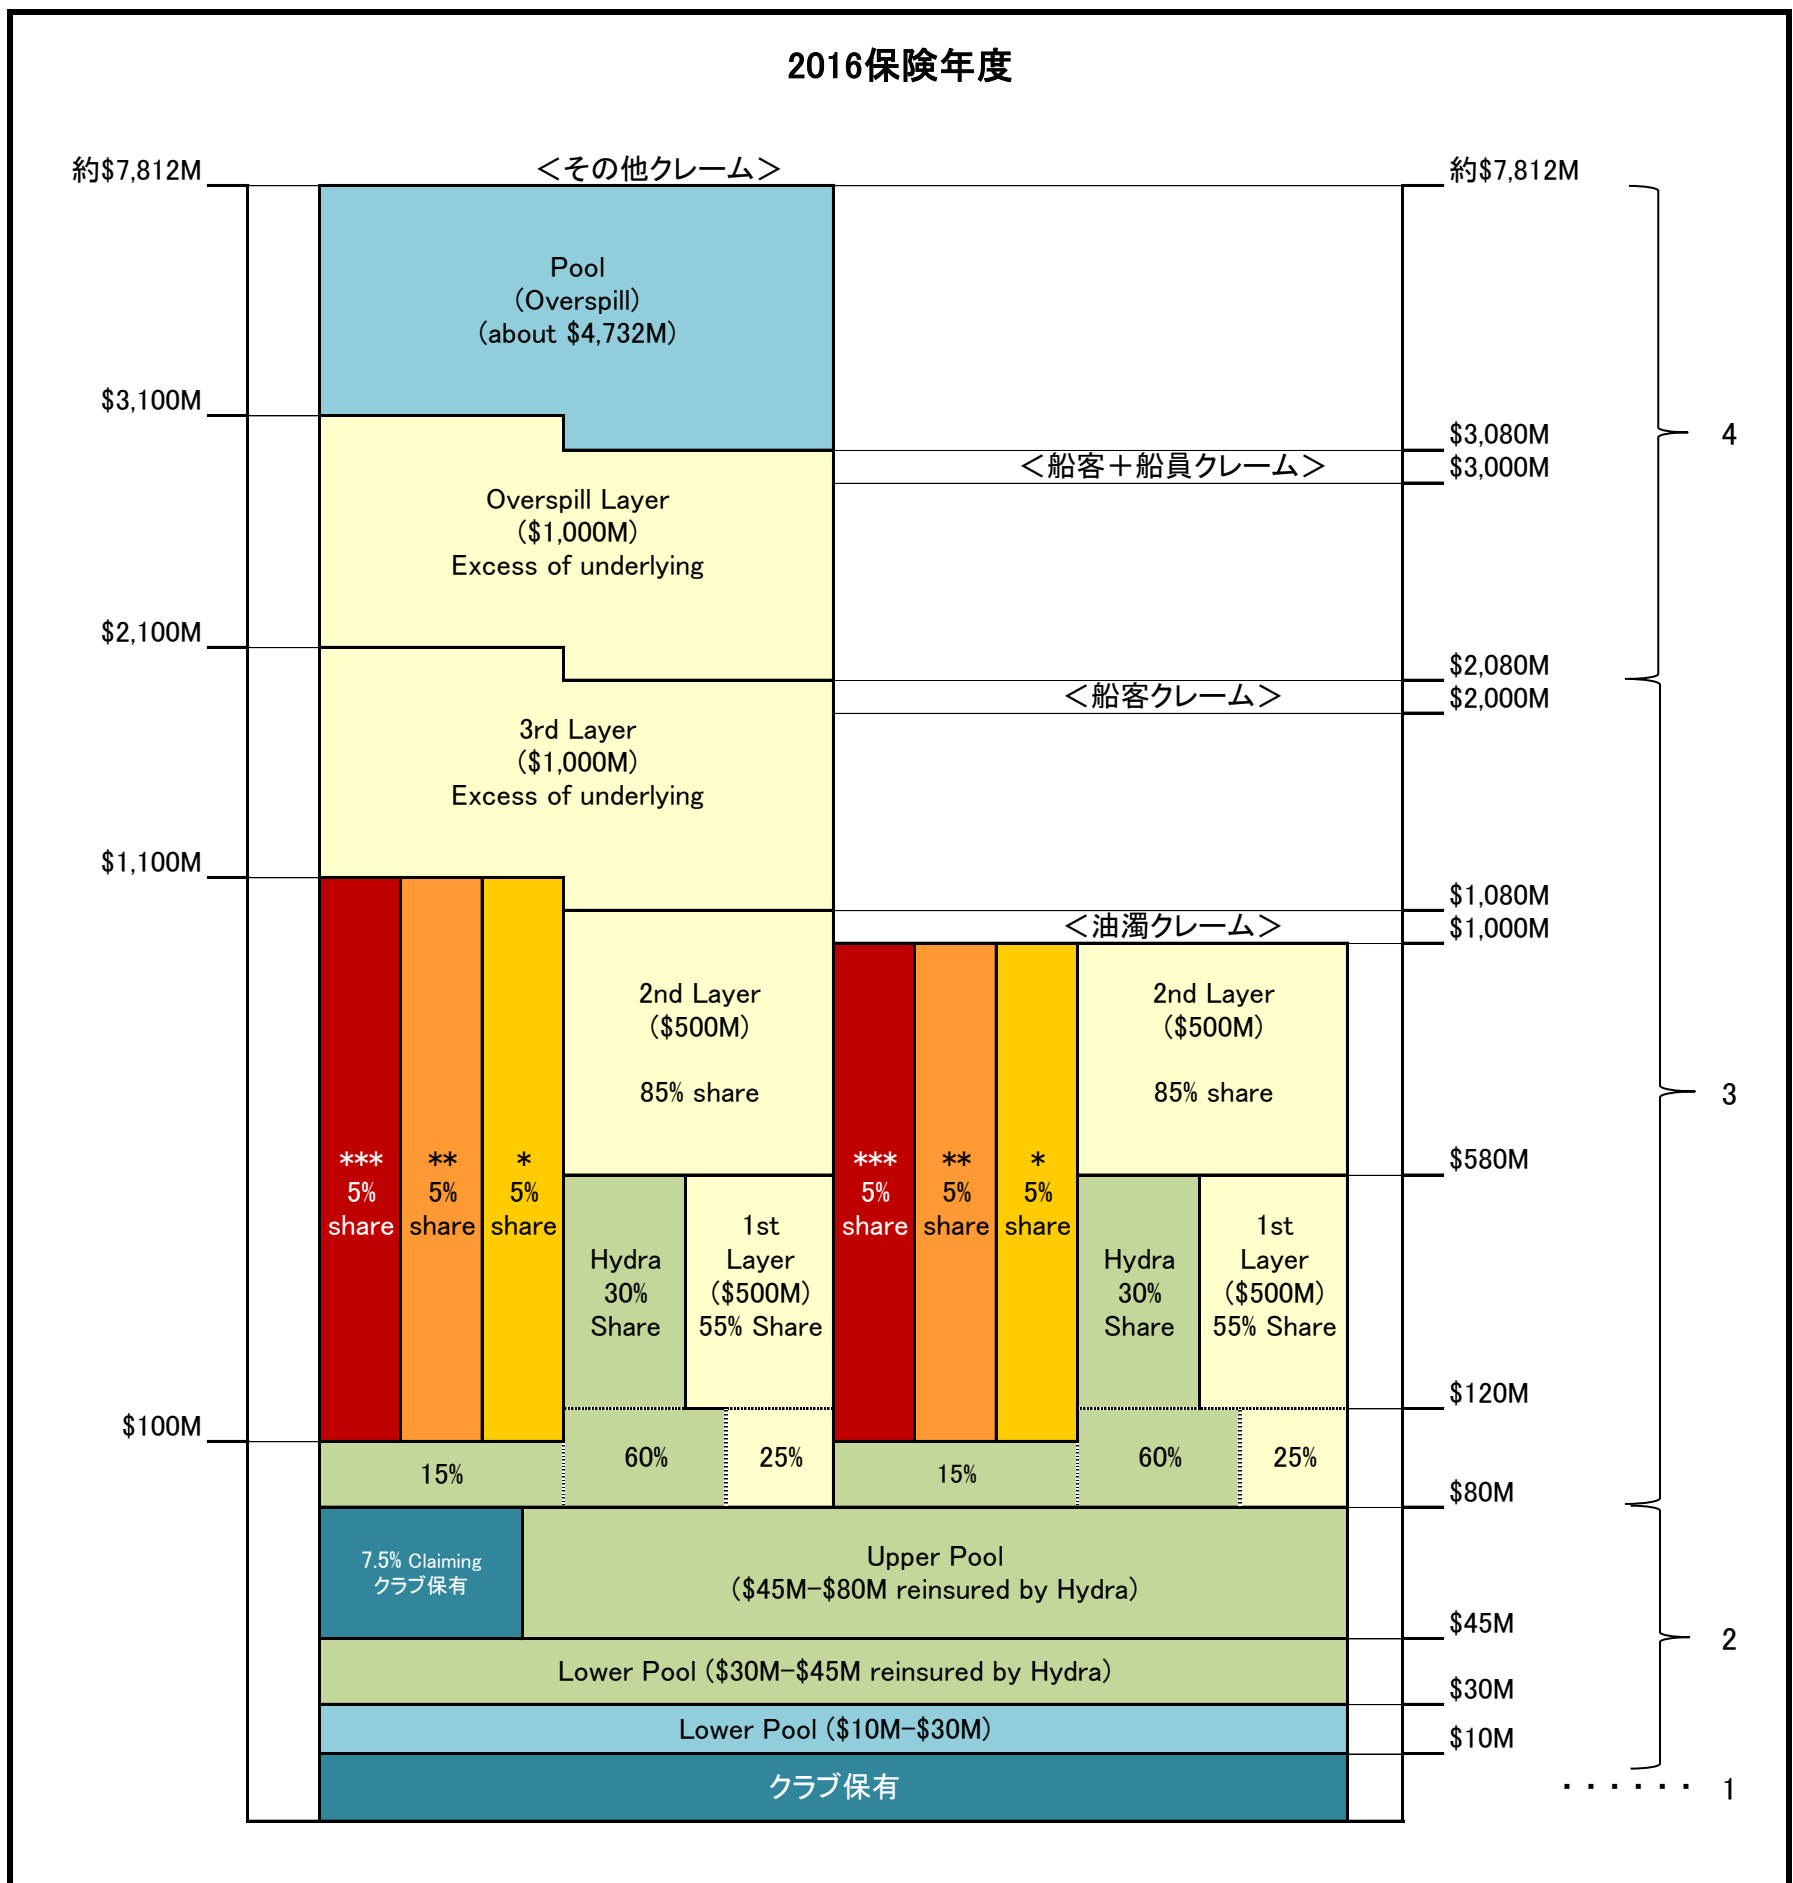 2016保険年度
約$7,812M
＜その他クレーム＞
約$7,812M
Pool
(Overspill)
(about $4,732M)
$3,100M
$3,080M
4
＜船客＋船員クレーム＞
$3,000M
Overspill Layer
($1,000M)
Excess of underlying
$2,100M
$2,080M
＜船客クレーム＞
$2,000M
3rd Layer
($1,000M)
Excess of underlying
$1,100M
$1,080M
＜油濁クレーム＞
$1,000M
2nd Layer
($500M)
85% share
2nd Layer
($500M)
85% share
3
***
5%
share
**
5%
share
*
5%
share
***
5%
share
**
5%
share
*
5%
share
$580M
Hydra
30%
Share
1st
Layer
($500M)
55% Share
Hydra
30%
Share
1st
Layer
($500M)
55% Share
$120M
$100M
15%
60%
25%
15%
60%
25%
$80M
7.5% Claiming
クラブ保有
Upper Pool
($45M-$80M reinsured by Hydra)
$45M
2
Lower Pool ($30M-$45M reinsured by Hydra)
$30M
Lower Pool ($10M-$30M)
$10M
クラブ保有
・・・・・・ 1